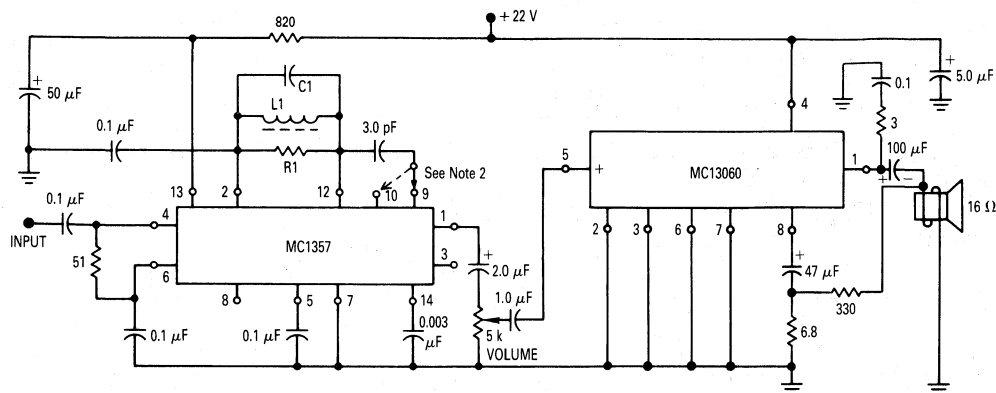 + 22 V
820
+
50 µF
C1
L1
R1
0.1 µF
3.0 pF
See Note 2
13
2
12
10
9
0.1 µF
INPUT
4
51
6
MC1357
1
3
+
2.0 µF
8
5
7
14
0.1 µF
0.1 µF
0.003
µF
5 k
VOLUME
1.0 µF
5
+
MC13060
4
1
2
3
6
7
8
+
47 µF
330
6.8
0.1
3
100 µF
+
−
+
5.0 µF
16 Ω